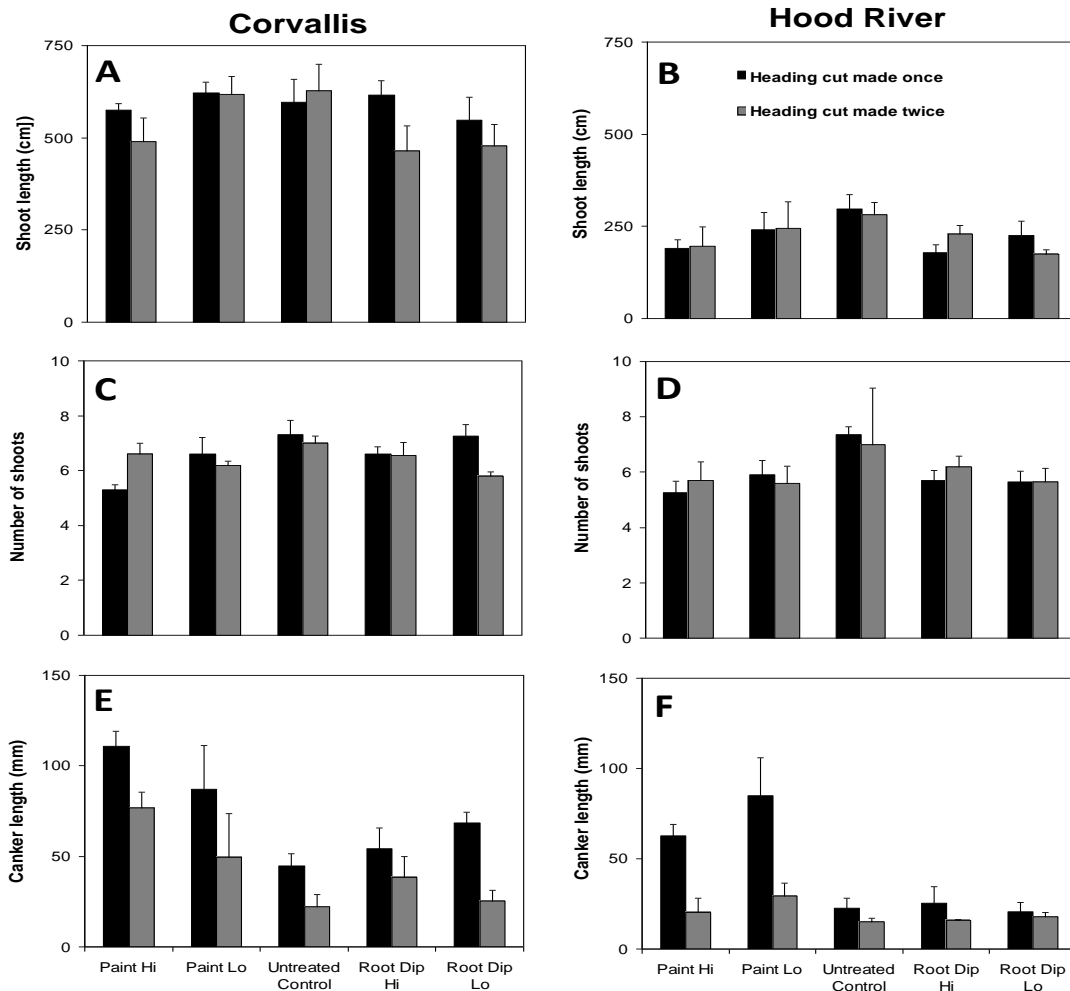 Corvallis
Hood River
A
Shoot length (cm])
750
500
250
0
B
Heading cut made once
Heading cut made twice
Shoot length (cm)
750
500
250
0
C
Number of shoots
10
8
6
4
2
0
D
Number of shoots
10
8
6
4
2
0
E
Canker length (mm)
150
100
50
0
Paint Hi
Paint Lo
Untreated
Control
Root Dip
Hi
Root Dip
Lo
F
Canker length (mm)
150
100
50
0
Paint Hi
Paint Lo
Untreated
Control
Root Dip
Hi
Root Dip
Lo